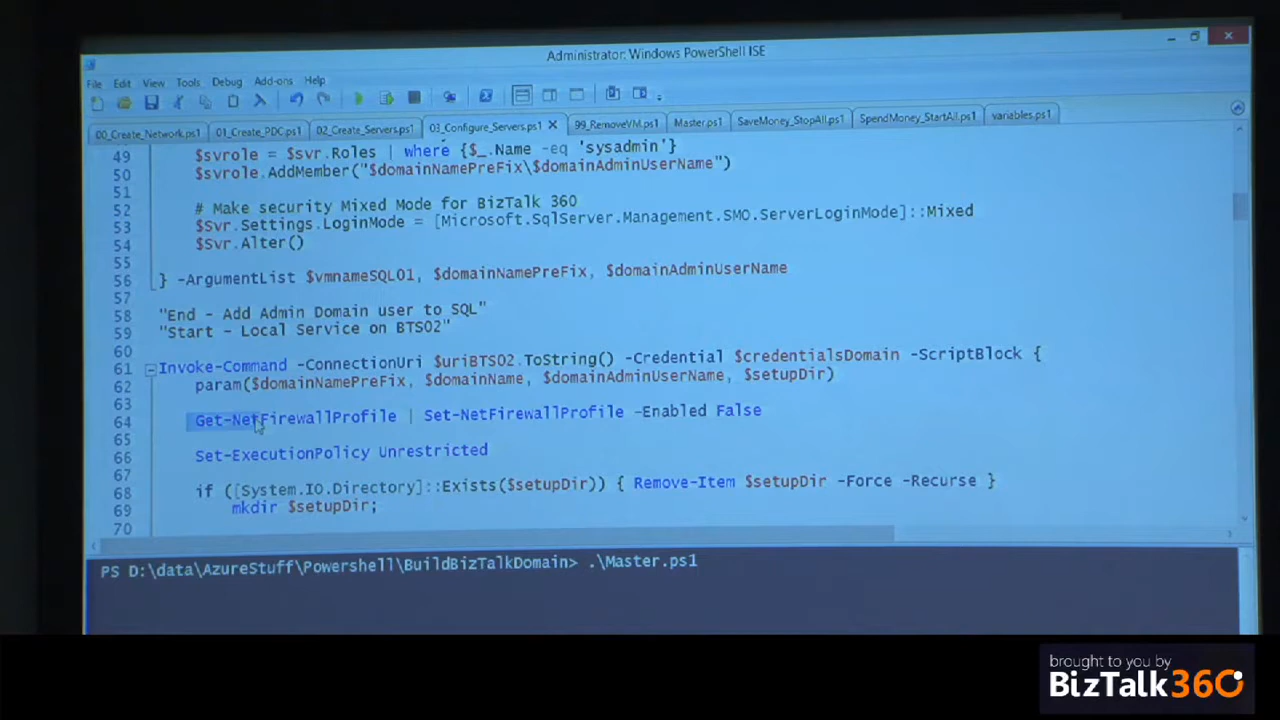 Administrator: Windows PowerShell ISE
File Edit View Tools Debug Add-ons Help
00_Create_Network.ps1 01_Create_PDC.ps1 02_Create_Servers.ps1 03_Configure_Servers.ps1 99_RemoveVM.ps1 Master.ps1 SaveMoney_StopAll.ps1 SpendMoney_StartAll.ps1 variables.ps1
49 $svrole = $svr.Roles | where {$_.Name -eq 'sysadmin'}
50 $svrole.AddMember("$domainNamePreFix\$domainAdminUserName")
51
52 # Make security Mixed Mode for BizTalk 360
53 $Svr.Settings.LoginMode = [Microsoft.SqlServer.Management.SMO.ServerLoginMode]::Mixed
54 $Svr.Alter()
55
56 } -ArgumentList $vmnameSQL01, $domainNamePreFix, $domainAdminUserName
57
58 "End - Add Admin Domain user to SQL"
59 "Start - Local Service on BTS02"
60
61 Invoke-Command -ConnectionUri $uriBTS02.ToString() -Credential $credentialsDomain -ScriptBlock {
62 param($domainNamePreFix, $domainName, $domainAdminUserName, $setupDir)
63
64 Get-NetFirewallProfile | Set-NetFirewallProfile -Enabled False
65
66 Set-ExecutionPolicy Unrestricted
67
68 if ([System.IO.Directory]::Exists($setupDir)) { Remove-Item $setupDir -Force -Recurse }
69 mkdir $setupDir;
70
PS D:\data\AzureStuff\Powershell\BuildBizTalkDomain> .\Master.ps1
brought to you by
BizTalk360